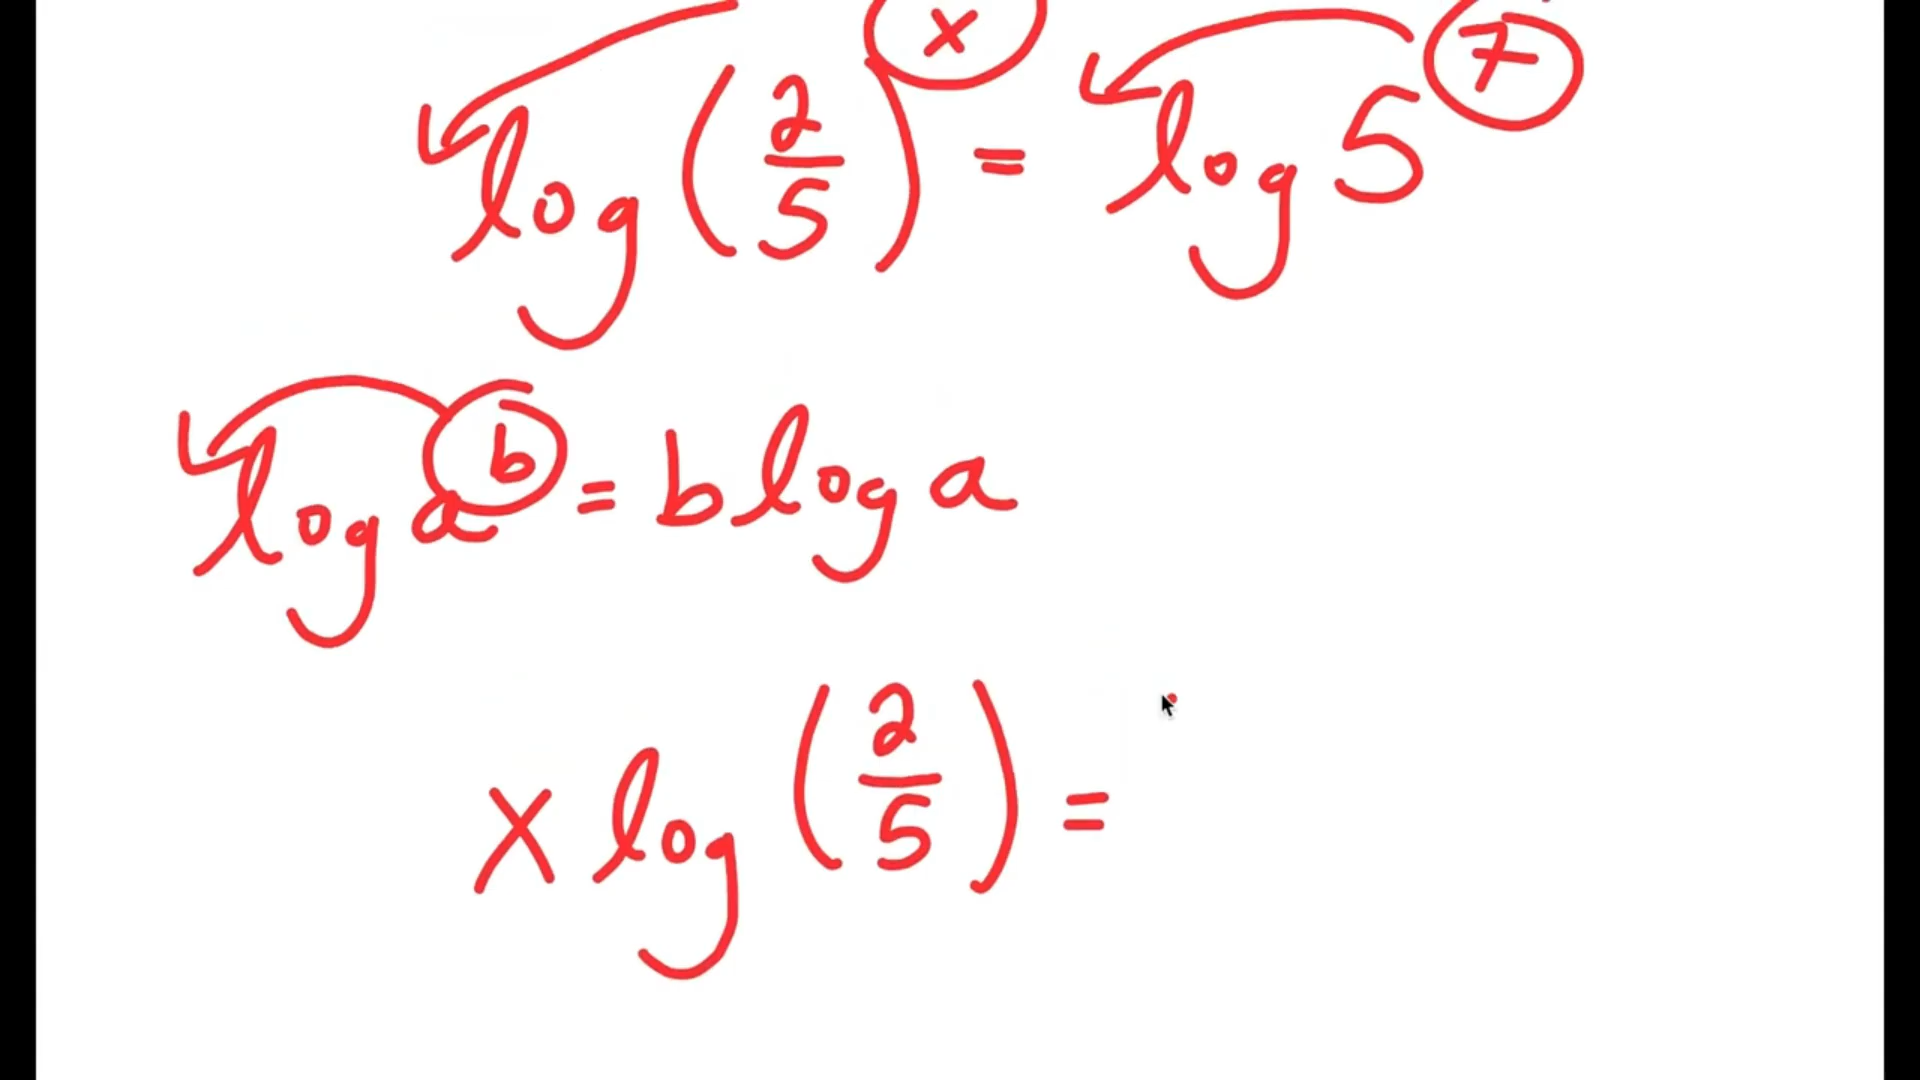 log (2/5)^x = log 5^7
log a^b = b log a
x log (2/5) =